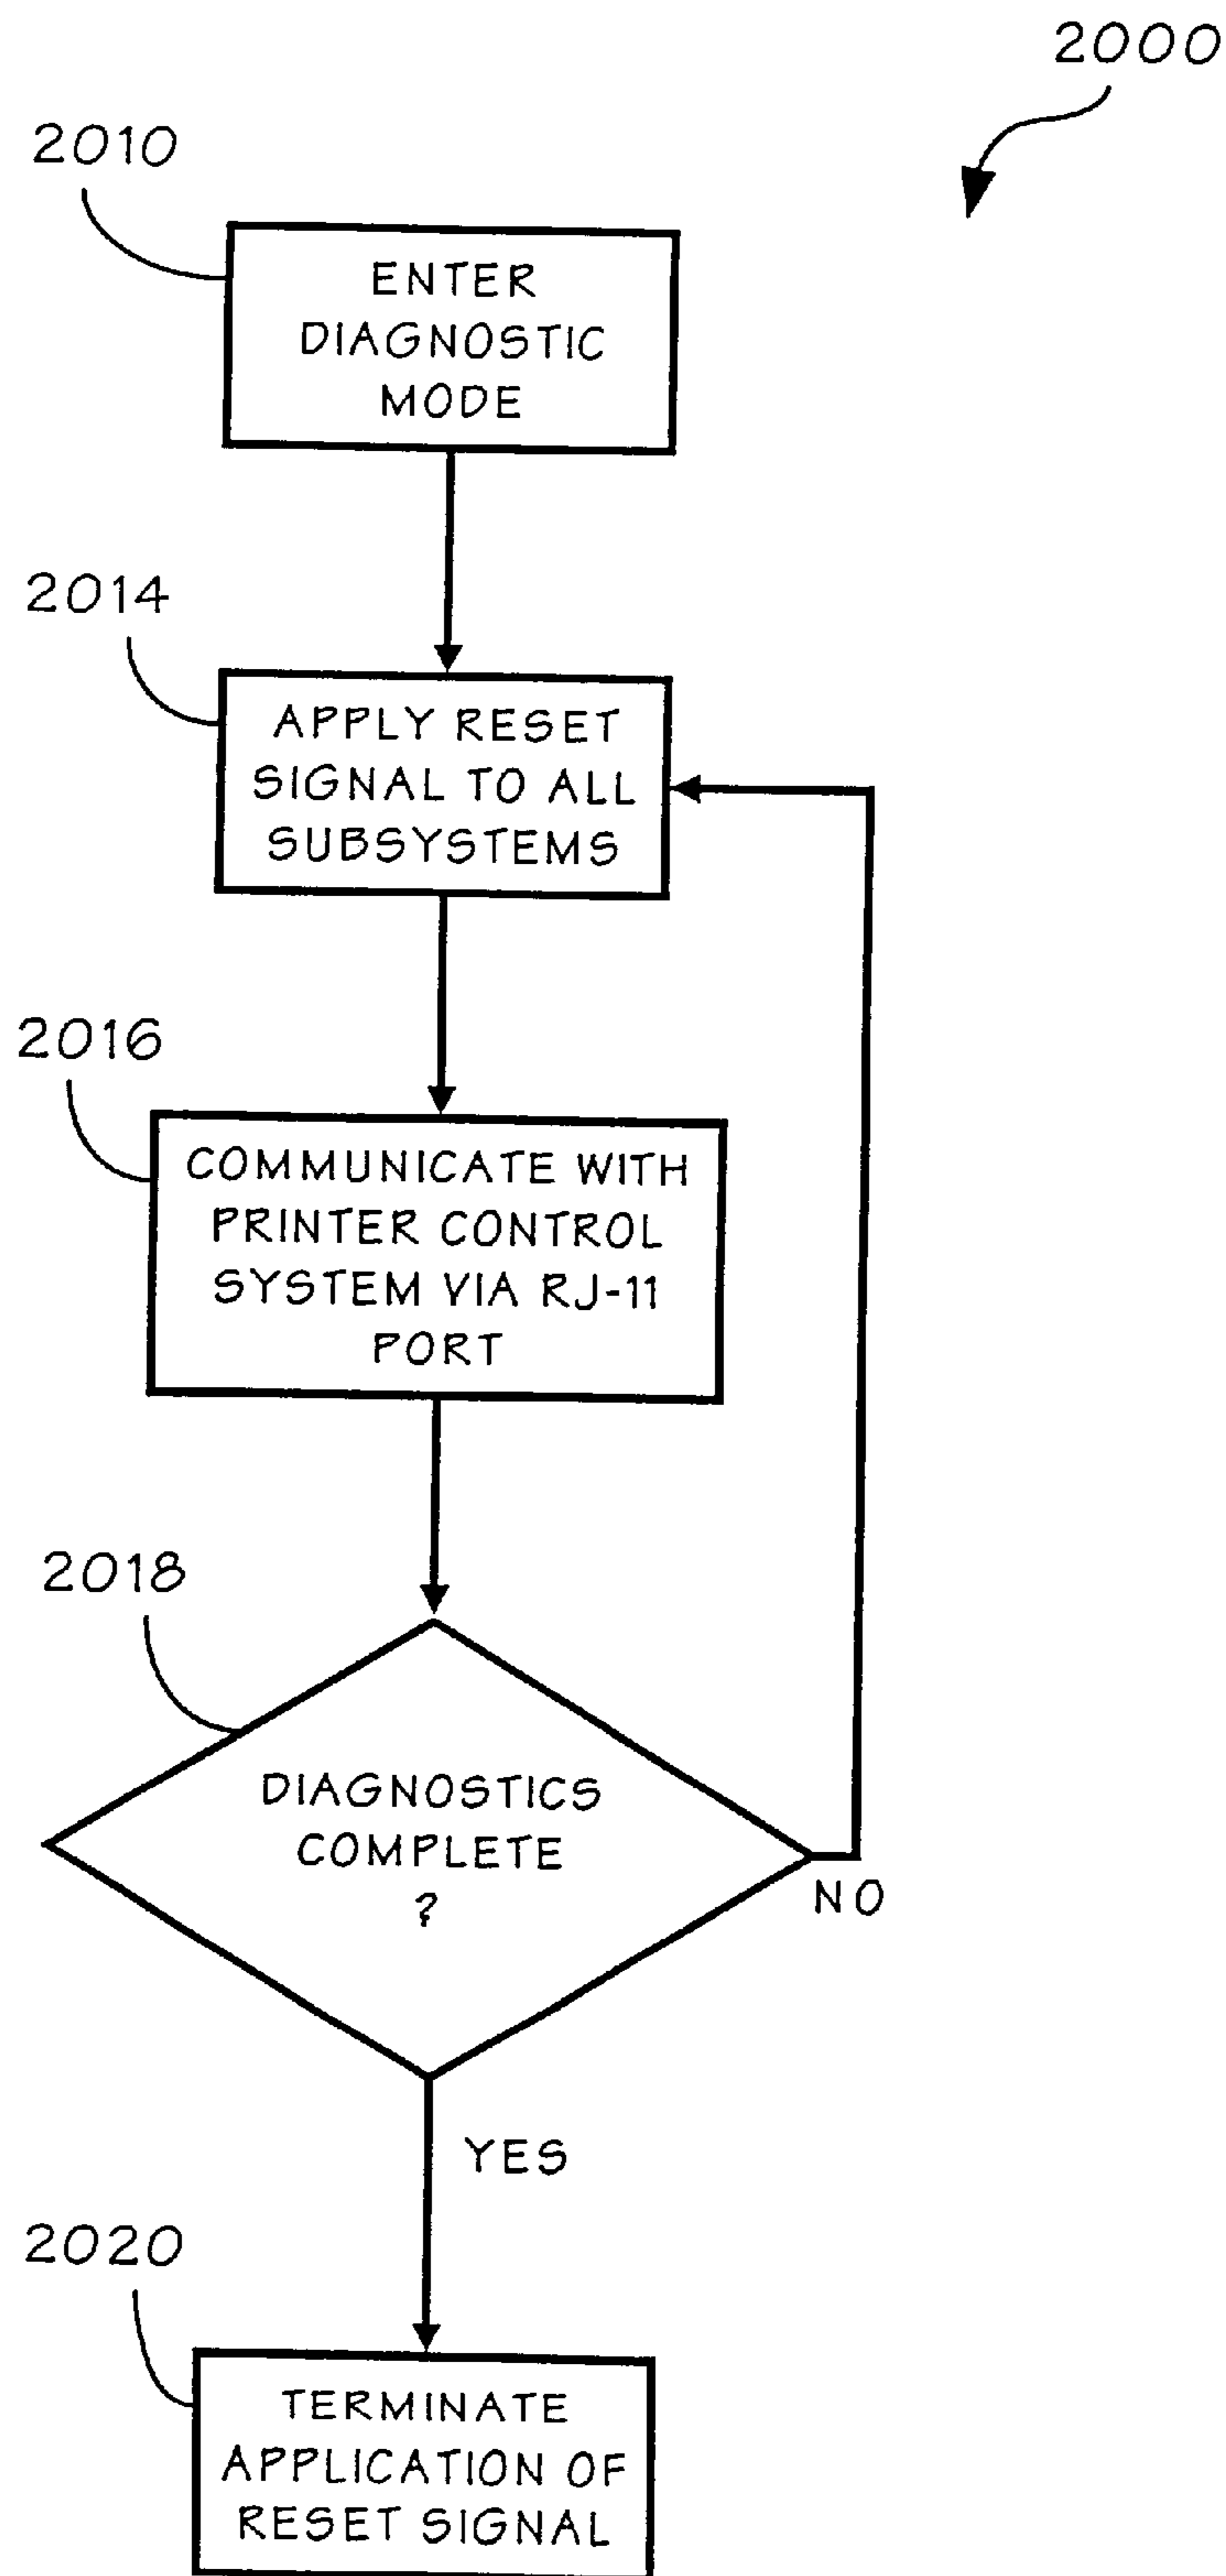 2000
2010
ENTER
DIAGNOSTIC
MODE
2014
APPLY RESET
SIGNAL TO ALL
SUBSYSTEMS
2016
COMMUNICATE WITH
PRINTER CONTROL
SYSTEM VIA RJ-11
PORT
2018
DIAGNOSTICS
COMPLETE
?
NO
YES
2020
TERMINATE
APPLICATION OF
RESET SIGNAL